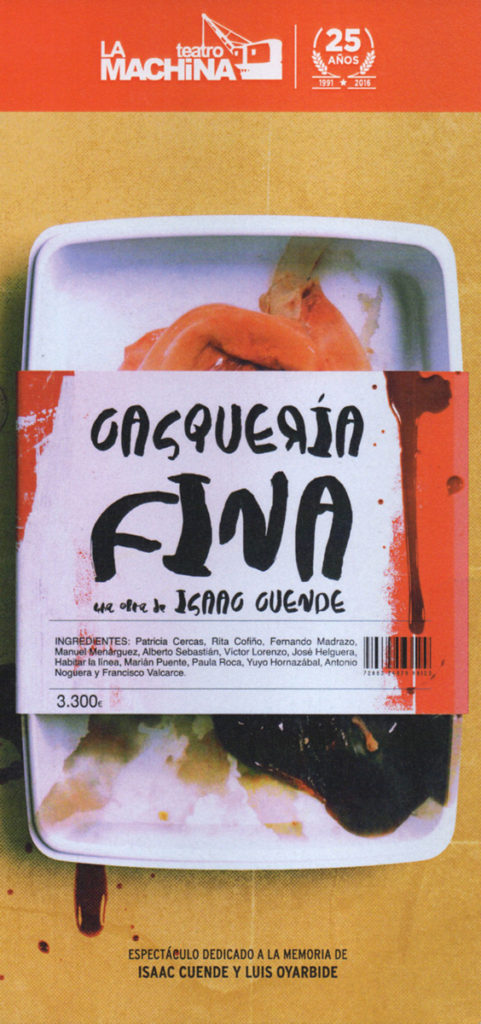 LA teatro
MACHINA
25
AÑOS
1991 ★ 2016
CASQUERÍA
FINA
una obra de ISAAC CUENDE
INGREDIENTES: Patricia Cercas, Rita Cofiño, Fernando Madrazo,
Manuel Menárguez, Alberto Sebastián, Víctor Lorenzo, José Helguera,
Habitar la línea, Marián Puente, Paula Roca, Yuyo Hornazábal, Antonio
Noguera y Francisco Valcarce.
3.300€
ESPECTÁCULO DEDICADO A LA MEMORIA DE
ISAAC CUENDE Y LUIS OYARBIDE